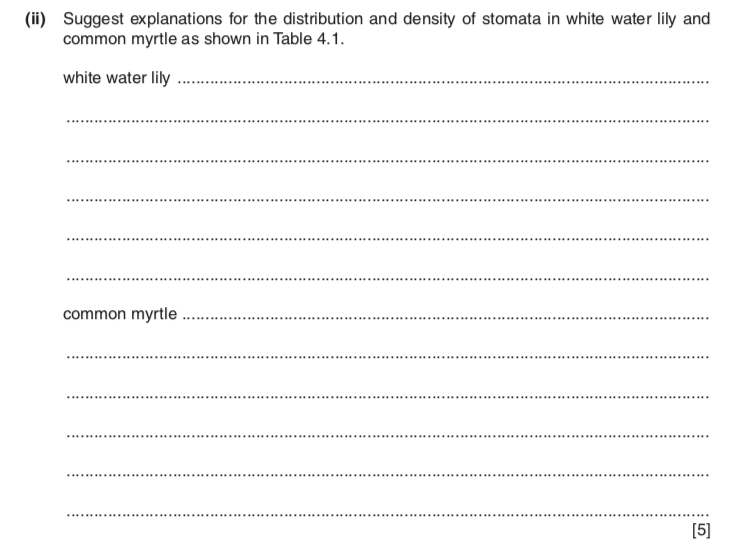 (ii) Suggest explanations for the distribution and density of stomata in white water lily and
common myrtle as shown in Table 4.1.
white water lily ....................................................................................................................
............................................................................................................................................
............................................................................................................................................
............................................................................................................................................
............................................................................................................................................
............................................................................................................................................
common myrtle ...................................................................................................................
............................................................................................................................................
............................................................................................................................................
............................................................................................................................................
............................................................................................................................................
............................................................................................................................................
[5]